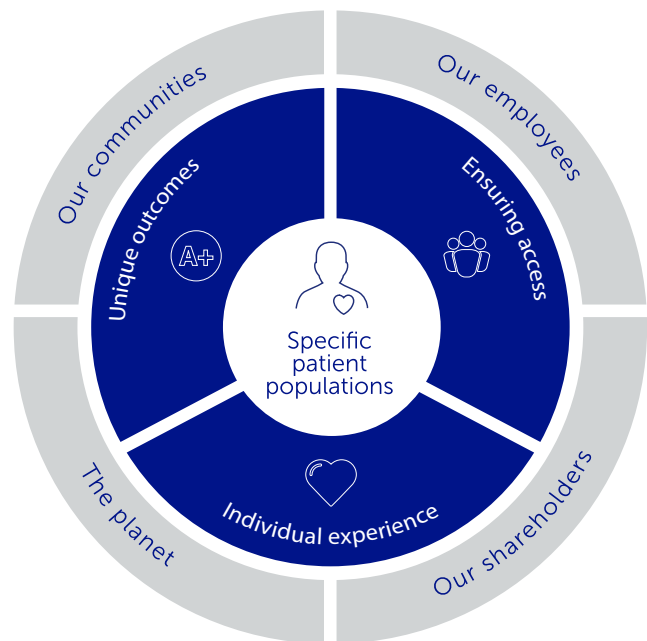 Our communities
Our employees
Unique outcomes
Ensuring access
A+
Specific
patient
populations
Individual experience
The planet
Our shareholders